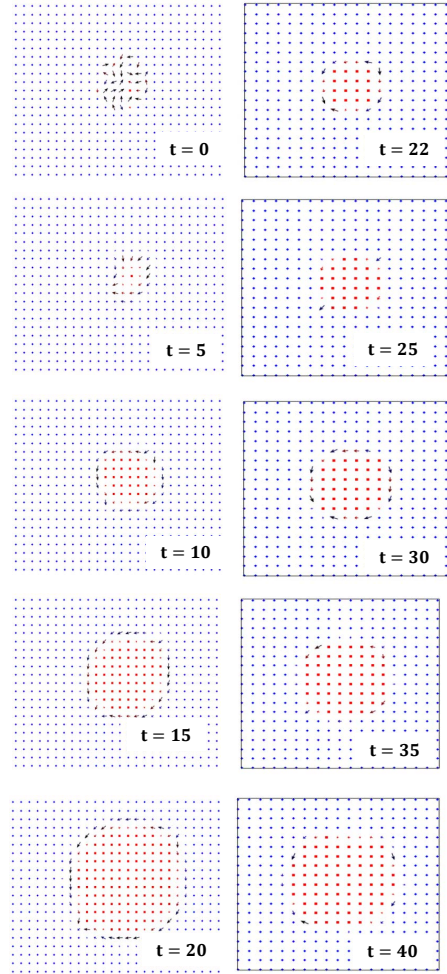 t = 0
t = 22
t = 5
t = 25
t = 10
t = 30
t = 15
t = 35
t = 20
t = 40